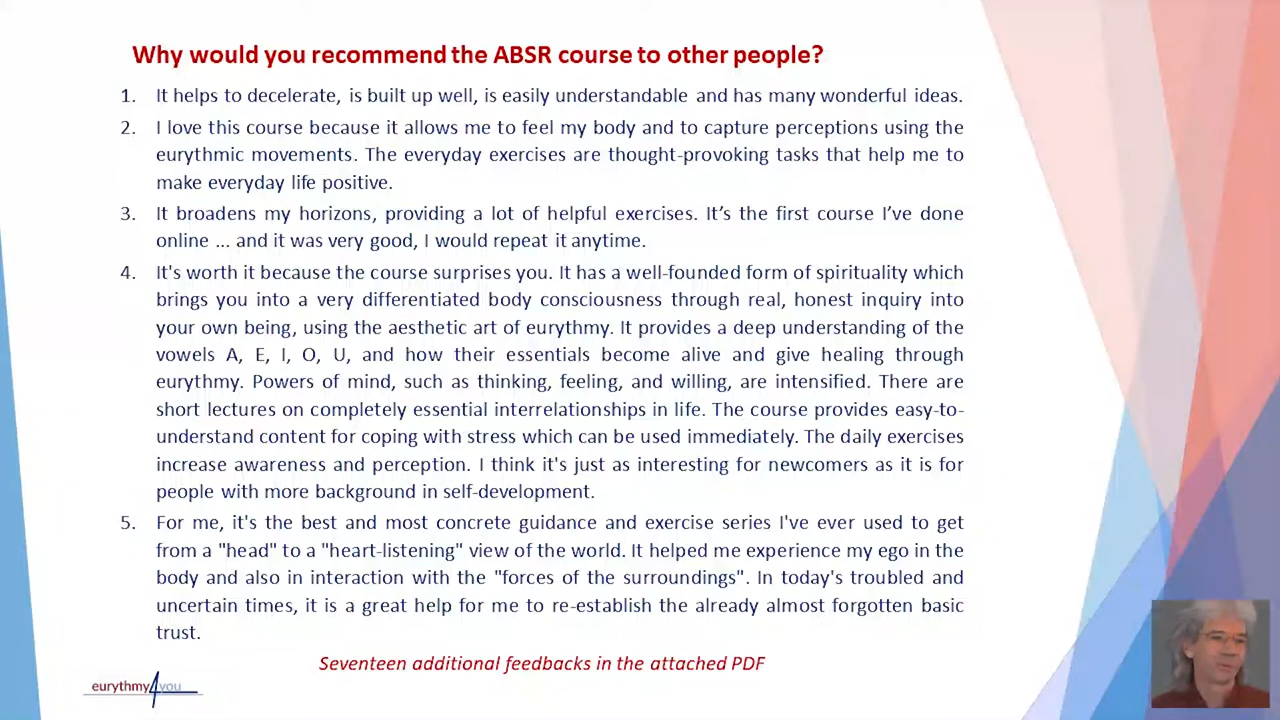 Why would you recommend the ABSR course to other people?
1. It helps to decelerate, is built up well, is easily understandable and has many wonderful ideas.
2. I love this course because it allows me to feel my body and to capture perceptions using the
eurythmic movements. The everyday exercises are thought-provoking tasks that help me to
make everyday life positive.
3. It broadens my horizons, providing a lot of helpful exercises. It’s the first course I’ve done
online ... and it was very good, I would repeat it anytime.
4. It's worth it because the course surprises you. It has a well-founded form of spirituality which
brings you into a very differentiated body consciousness through real, honest inquiry into
your own being, using the aesthetic art of eurythmy. It provides a deep understanding of the
vowels A, E, I, O, U, and how their essentials become alive and give healing through
eurythmy. Powers of mind, such as thinking, feeling, and willing, are intensified. There are
short lectures on completely essential interrelationships in life. The course provides easy-to-
understand content for coping with stress which can be used immediately. The daily exercises
increase awareness and perception. I think it's just as interesting for newcomers as it is for
people with more background in self-development.
5. For me, it's the best and most concrete guidance and exercise series I've ever used to get
from a "head" to a "heart-listening" view of the world. It helped me experience my ego in the
body and also in interaction with the "forces of the surroundings". In today's troubled and
uncertain times, it is a great help for me to re-establish the already almost forgotten basic
trust.
Seventeen additional feedbacks in the attached PDF
eurythmy4you